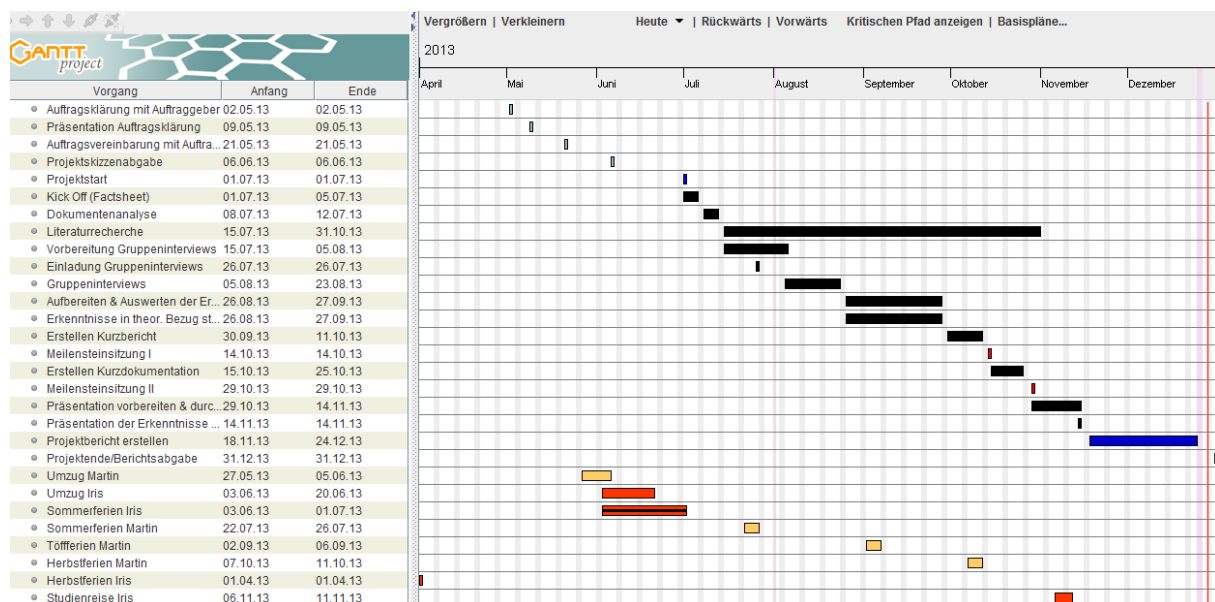 Vergrößern | Verkleinern Heute | Rückwärts | Vorwärts Kritischen Pfad anzeigen | Basispläne...
GANTT project
2013
April Mai Juni Juli August September Oktober November Dezember
Vorgang Anfang Ende
Auftragsklärung mit Auftraggeber 02.05.13 02.05.13
Präsentation Auftragsklärung 09.05.13 09.05.13
Auftragsvereinbarung mit Auftra... 21.05.13 21.05.13
Projektskizzenabgabe 06.06.13 06.06.13
Projektstart 01.07.13 01.07.13
Kick Off (Factsheet) 01.07.13 05.07.13
Dokumentenanalyse 08.07.13 12.07.13
Literaturrecherche 15.07.13 31.10.13
Vorbereitung Gruppeninterviews 15.07.13 05.08.13
Einladung Gruppeninterviews 26.07.13 26.07.13
Gruppeninterviews 05.08.13 23.08.13
Aufbereiten & Auswerten der Er... 26.08.13 27.09.13
Erkenntnisse in theor. Bezug st... 26.08.13 27.09.13
Erstellen Kurzbericht 30.09.13 11.10.13
Meilensteinsitzung I 14.10.13 14.10.13
Erstellen Kurzdokumentation 15.10.13 25.10.13
Meilensteinsitzung II 29.10.13 29.10.13
Präsentation vorbereiten & durc... 29.10.13 14.11.13
Präsentation der Erkenntnisse ... 14.11.13 14.11.13
Projektbericht erstellen 18.11.13 24.12.13
Projektende/Berichtsabgabe 31.12.13 31.12.13
Umzug Martin 27.05.13 05.06.13
Umzug Iris 03.06.13 20.06.13
Sommerferien Iris 03.06.13 01.07.13
Sommerferien Martin 22.07.13 26.07.13
Töffferien Martin 02.09.13 06.09.13
Herbstferien Martin 07.10.13 11.10.13
Herbstferien Iris 01.04.13 01.04.13
Studienreise Iris 06.11.13 11.11.13